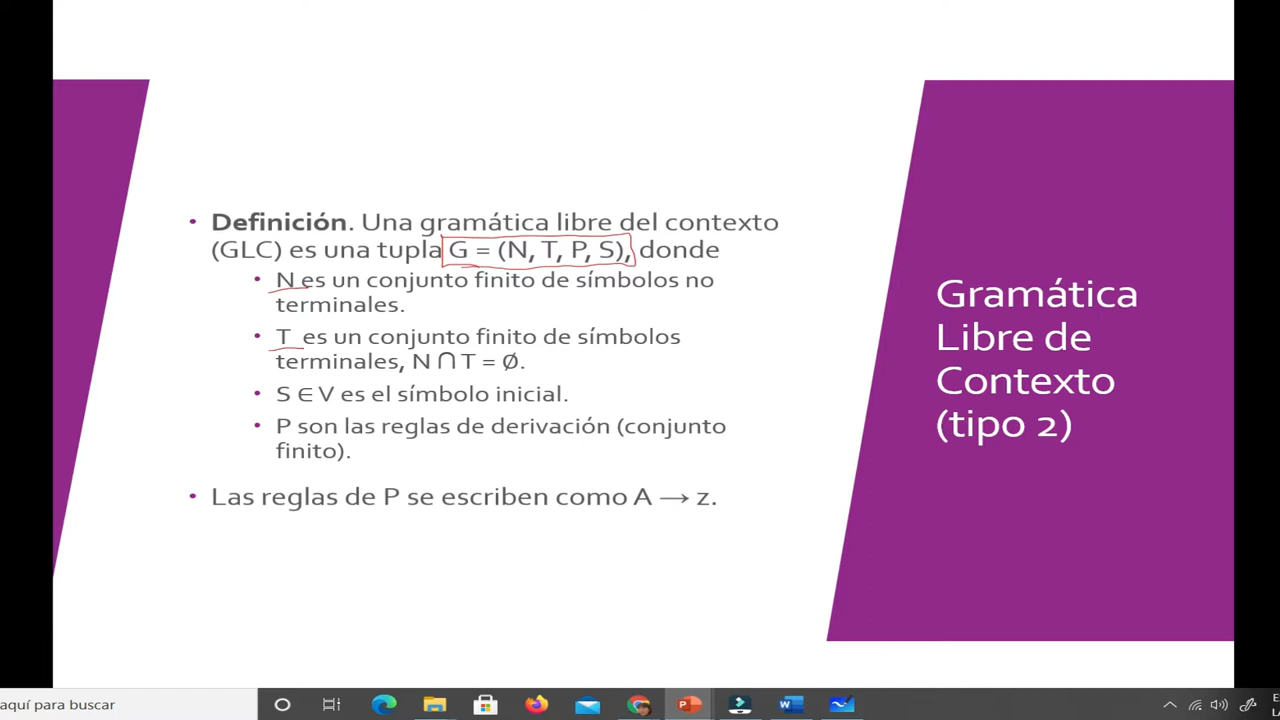 Definición. Una gramática libre del contexto
(GLC) es una tupla G = (N, T, P, S), donde
N es un conjunto finito de símbolos no
terminales.
T es un conjunto finito de símbolos
terminales, N ∩ T = ∅.
S ∈ V es el símbolo inicial.
P son las reglas de derivación (conjunto
finito).
Las reglas de P se escriben como A → z.
Gramática
Libre de
Contexto
(tipo 2)
aquí para buscar